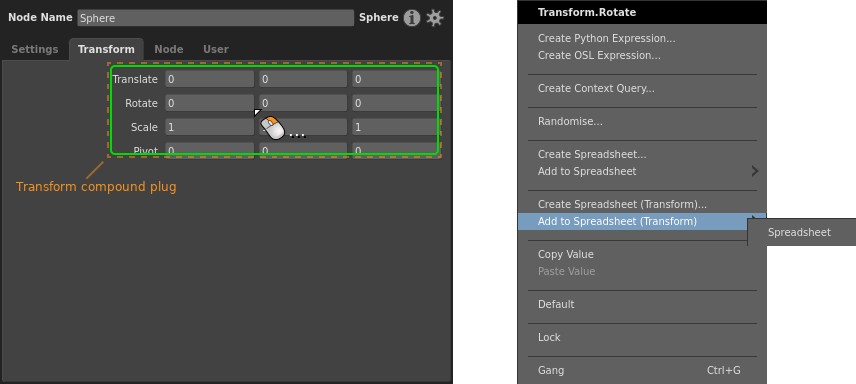 Node Name Sphere Sphere
Settings Transform Node User
Translate 0 0 0
Rotate 0 0 0
Scale 1 ... 1
Pivot 0 0 0
Transform compound plug
Transform.Rotate
Create Python Expression...
Create OSL Expression...
Create Context Query...
Randomise...
Create Spreadsheet...
Add to Spreadsheet
Create Spreadsheet (Transform)...
Add to Spreadsheet (Transform)
Spreadsheet
Copy Value
Paste Value
Default
Lock
Gang Ctrl+G